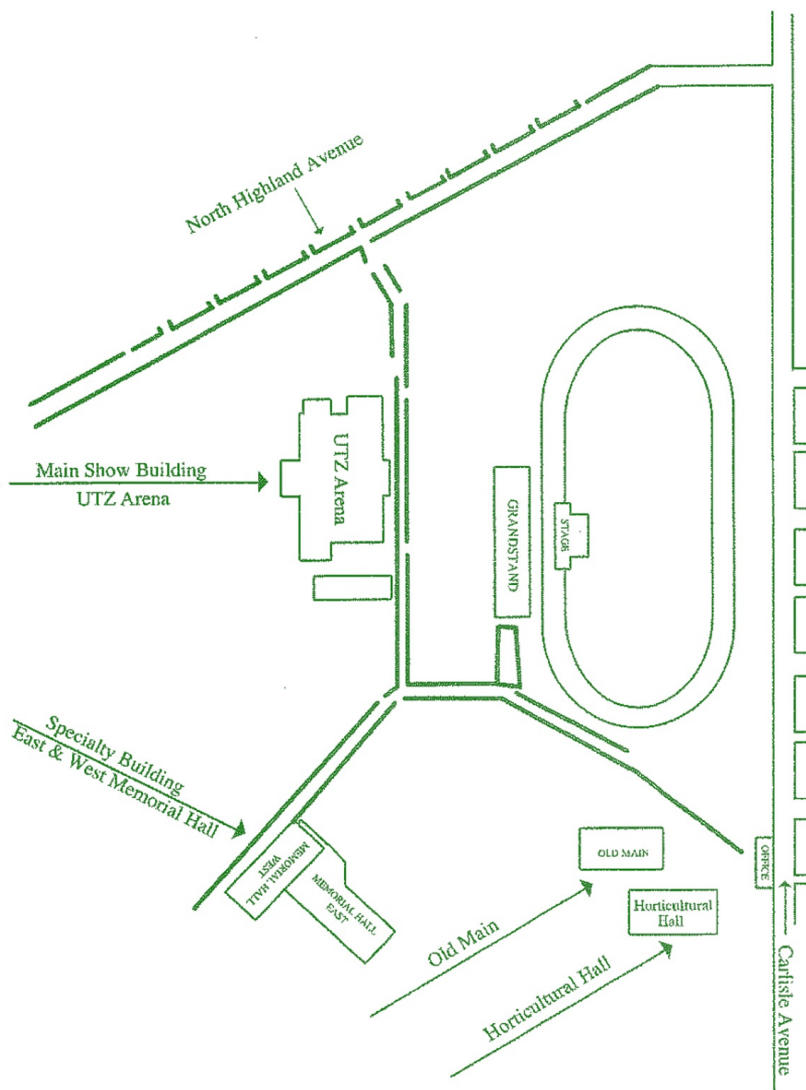 North Highland Avenue
Main Show Building
UTZ Arena
UTZ Arena
GRANDSTAND
STAGE
Specialty Building
East & West Memorial Hall
MEMORIAL HALL
WEST
MEMORIAL HALL
EAST
OLD MAIN
OFFICE
Horticultural
Hall
Old Main
Horticultural Hall
Carlisle Avenue